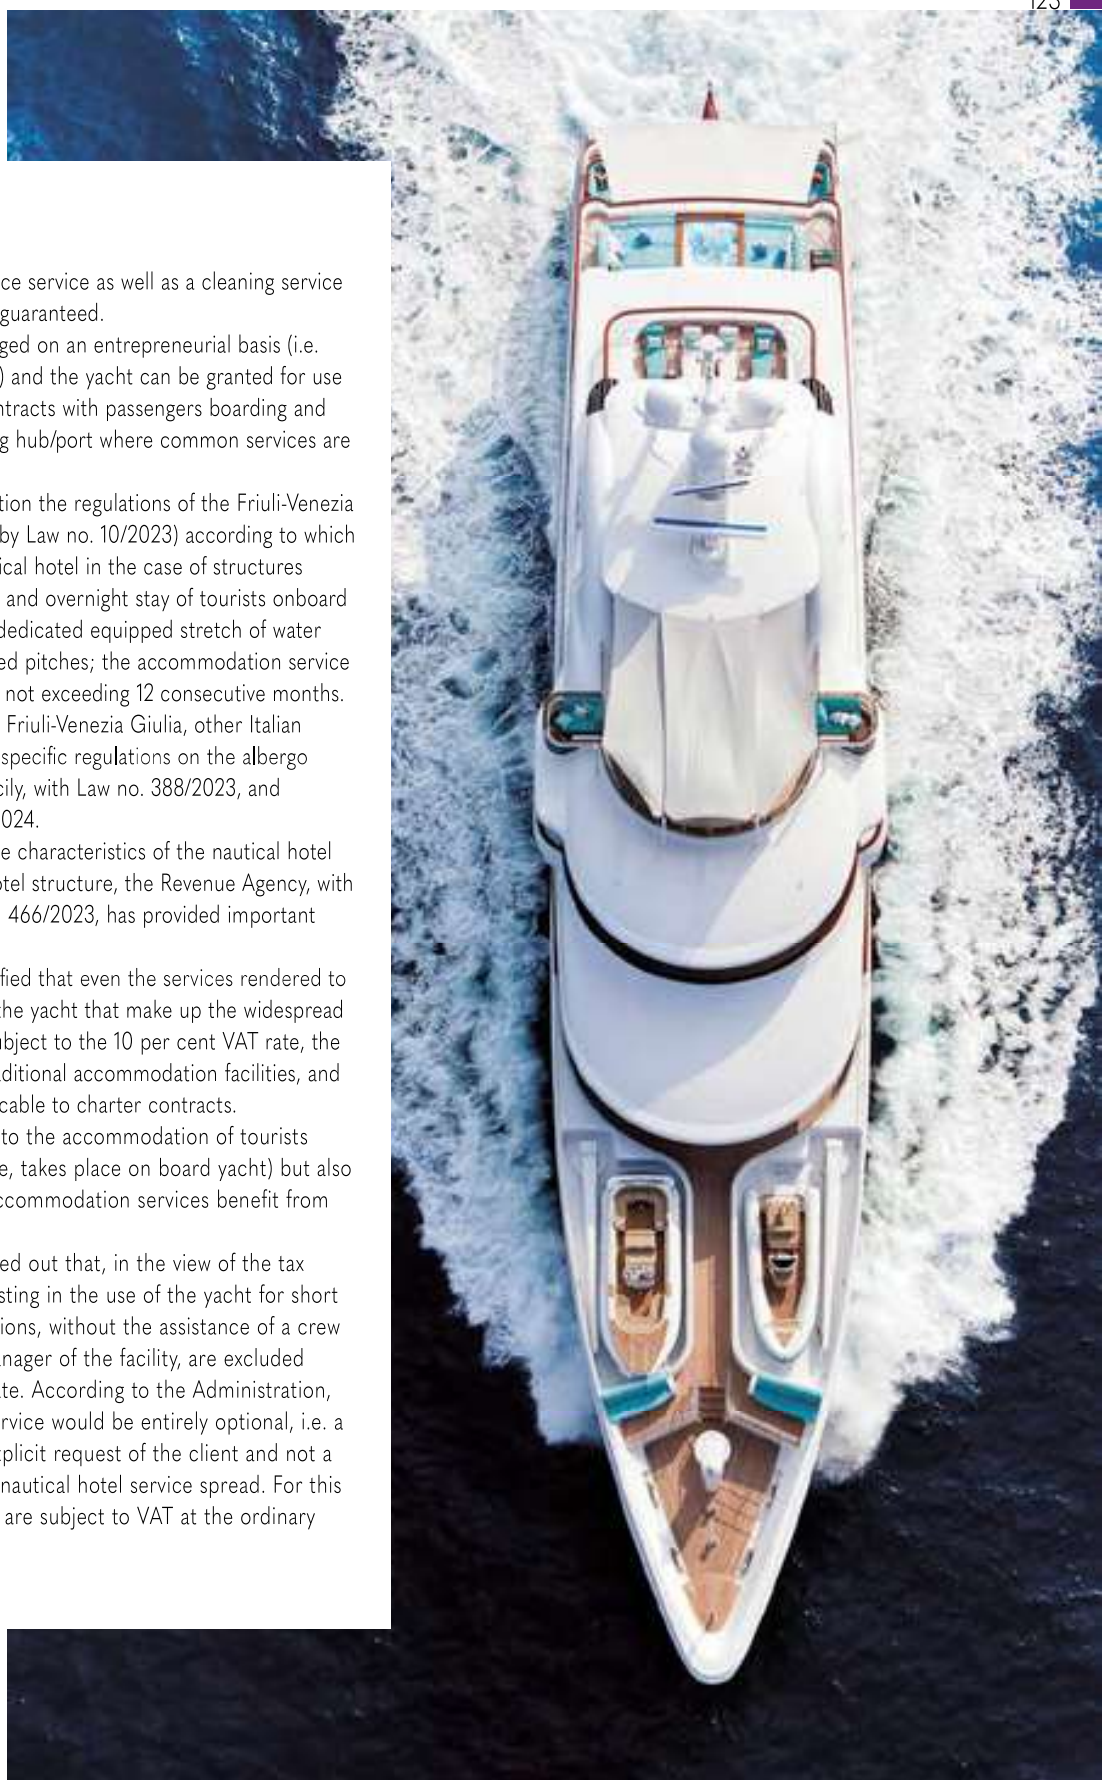 123
ce service as well as a cleaning service
guaranteed.
ged on an entrepreneurial basis (i.e.
) and the yacht can be granted for use
ntracts with passengers boarding and
g hub/port where common services are
tion the regulations of the Friuli-Venezia
by Law no. 10/2023) according to which
ical hotel in the case of structures
and overnight stay of tourists onboard
dedicated equipped stretch of water
ed pitches; the accommodation service
not exceeding 12 consecutive months.
Friuli-Venezia Giulia, other Italian
specific regulations on the albergo
cily, with Law no. 388/2023, and
024.
e characteristics of the nautical hotel
otel structure, the Revenue Agency, with
466/2023, has provided important
fied that even the services rendered to
the yacht that make up the widespread
ubject to the 10 per cent VAT rate, the
aditional accommodation facilities, and
cable to charter contracts.
to the accommodation of tourists
e, takes place on board yacht) but also
ccommodation services benefit from
ed out that, in the view of the tax
sting in the use of the yacht for short
ions, without the assistance of a crew
anager of the facility, are excluded
ate. According to the Administration,
ervice would be entirely optional, i.e. a
xplicit request of the client and not a
nautical hotel service spread. For this
are subject to VAT at the ordinary